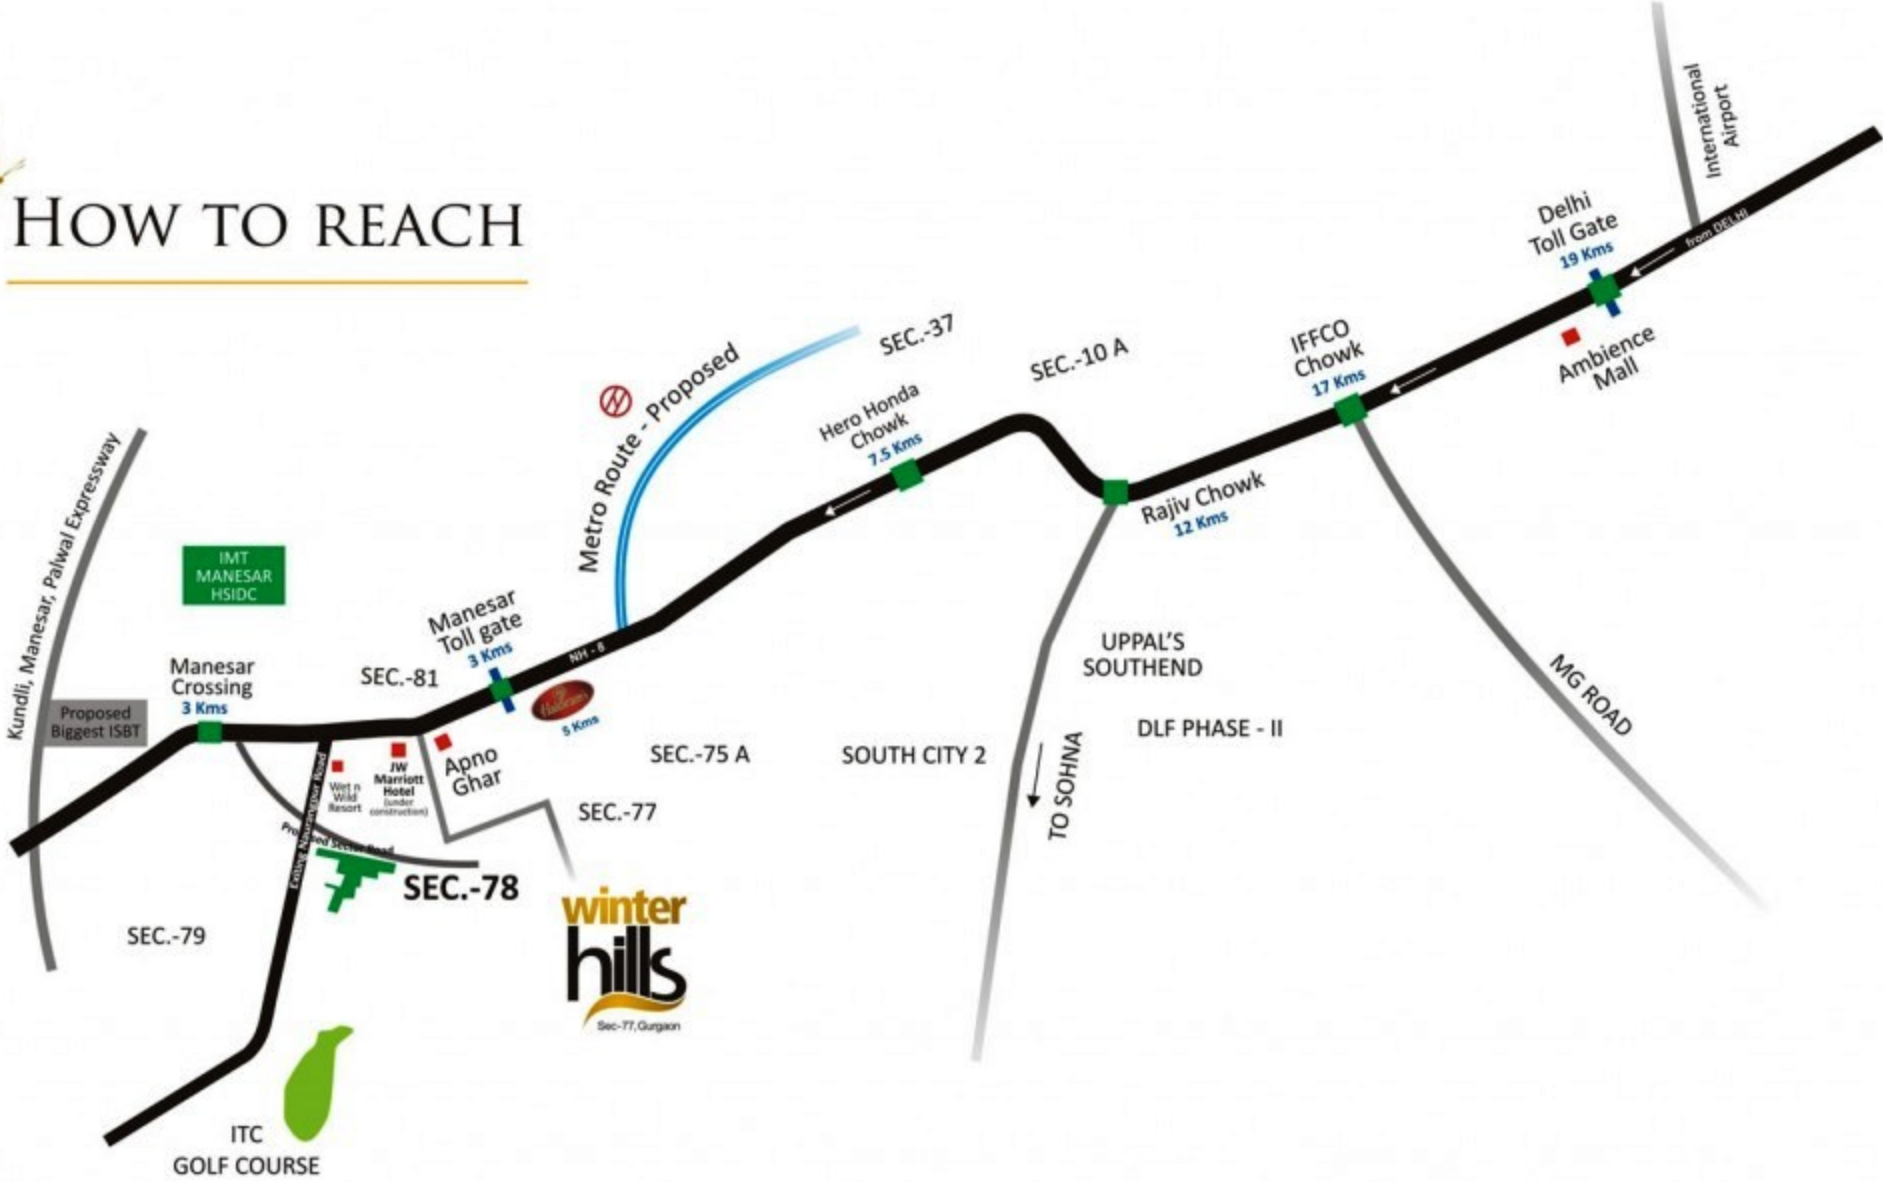 HOW TO REACH
International
Airport
from DELHI
Delhi
Toll Gate
19 Kms
Ambience
Mall
IFFCO
Chowk
17 Kms
MG ROAD
Rajiv Chowk
12 Kms
SEC.-10 A
SEC.-37
Hero Honda
Chowk
7.5 Kms
Metro Route - Proposed
UPPAL'S
SOUTHEND
DLF PHASE - II
SOUTH CITY 2
TO SOHNA
SEC.-75 A
NH - 8
Manesar
Toll gate
3 Kms
5 Kms
SEC.-81
IMT
MANESAR
HSIDC
Manesar
Crossing
3 Kms
Kundli, Manesar, Palwal Expressway
Proposed
Biggest ISBT
Wet n
Wild
Resort
JW
Marriott
Hotel
(under
construction)
Apno
Ghar
SEC.-77
Proposed Sector Road
SEC.-78
SEC.-79
winter
hills
Sec-77, Gurgaon
ITC
GOLF COURSE